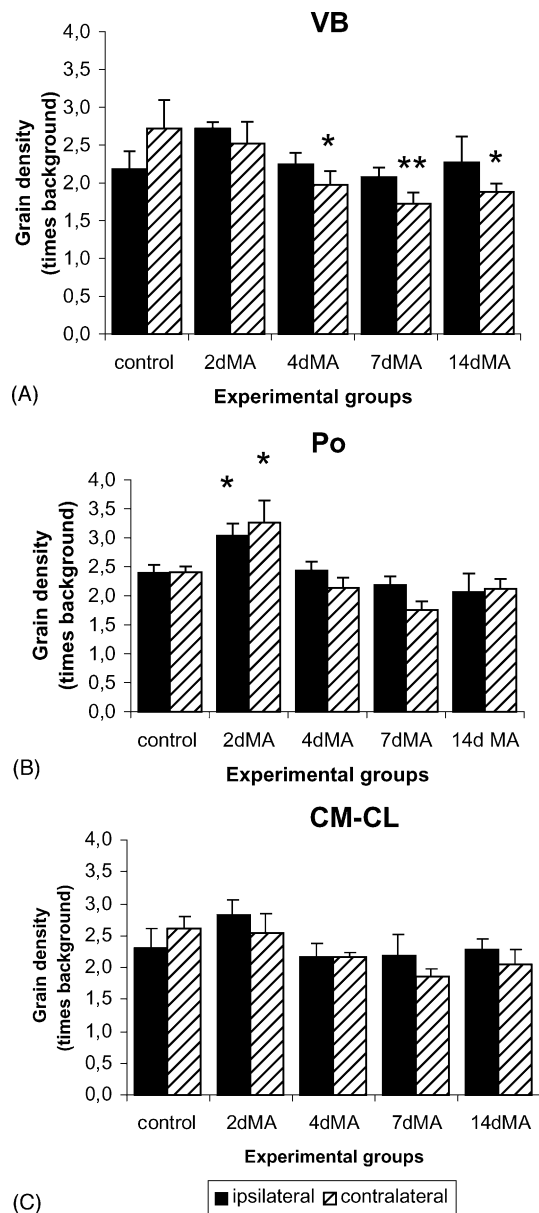 VB
Grain density
(times background)
4,0
3,5
3,0
2,5
2,0
1,5
1,0
0,5
0,0
* ** *
control 2dMA 4dMA 7dMA 14dMA
Experimental groups
(A)
Po
Grain density
(times background)
4,0
3,5
3,0
2,5
2,0
1,5
1,0
0,5
0,0
* *
control 2dMA 4dMA 7dMA 14d MA
Experimental groups
(B)
CM-CL
Grain density
(times background)
4,0
3,5
3,0
2,5
2,0
1,5
1,0
0,5
0,0
control 2dMA 4dMA 7dMA 14dMA
Experimental groups
ipsilateral contralateral
(C)